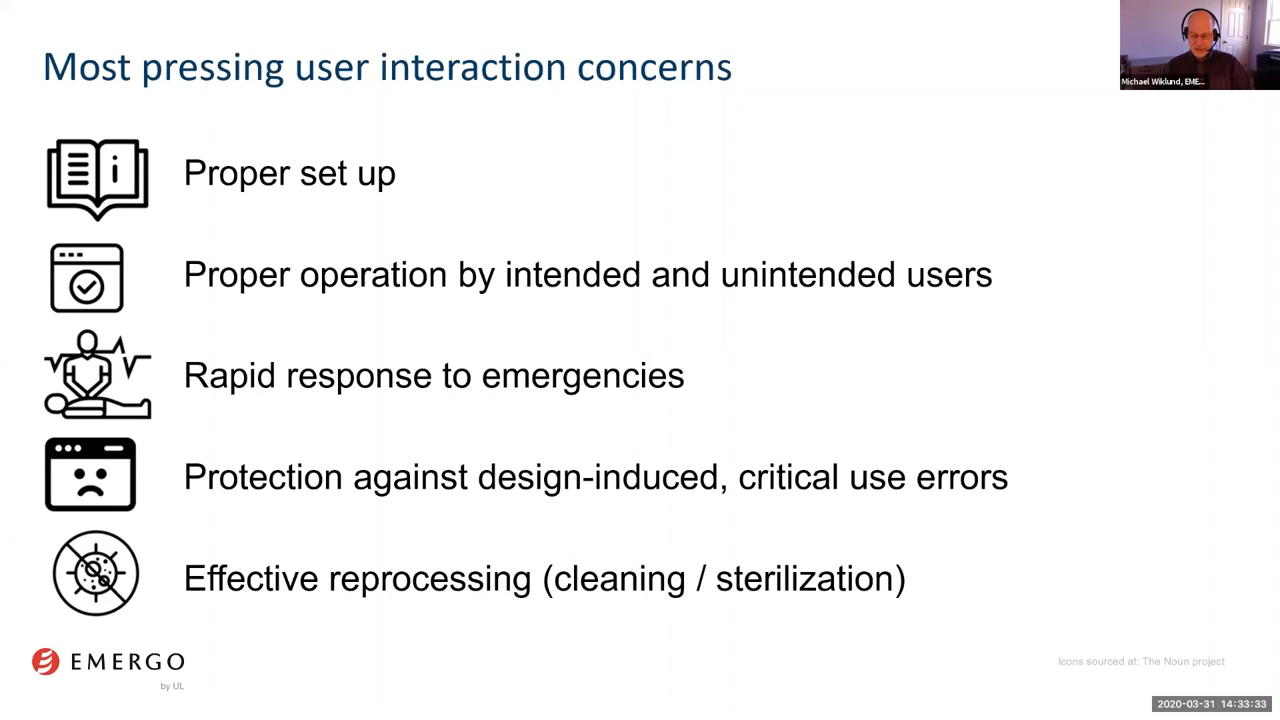 Most pressing user interaction concerns
Michael Wiklund, EME...
i
Proper set up
Proper operation by intended and unintended users
Rapid response to emergencies
Protection against design-induced, critical use errors
Effective reprocessing (cleaning / sterilization)
EMERGO
by UL
Icons sourced at: The Noun project
2020-03-31 14:33:33